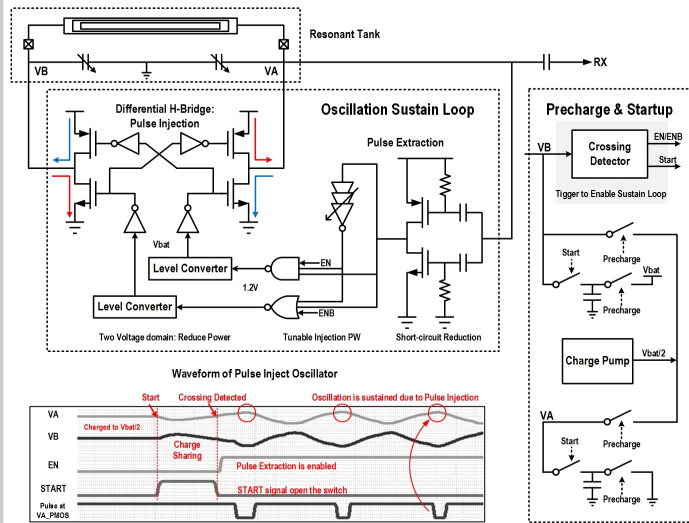 Resonant Tank
VB
VA
RX
Differential H-Bridge:
Pulse Injection
Oscillation Sustain Loop
Pulse Extraction
Vbat
Level Converter
EN
1.2V
Level Converter
ENB
Two Voltage domain: Reduce Power
Tunable Injection PW
Short-circuit Reduction
Precharge & Startup
VB
Crossing
Detector
EN/ENB
Start
Tigger to Enable Sustain Loop
Start
Precharge
Vbat
Precharge
Charge Pump
Vbat/2
VA
Start
Precharge
Precharge
Waveform of Pulse Inject Oscillator
Start
Crossing Detected
Oscillation is sustained due to Pulse Injection
VA
Charged to Vbat/2
VB
Charge
Sharing
EN
Pulse Extraction is enabled
START
START signal open the switch
Pulse at
VA_PMOS